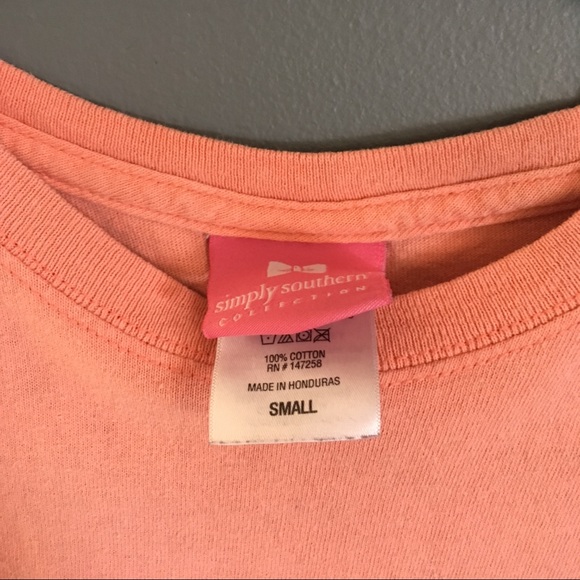 simply southern
COLLECTION
100% COTTON
RN # 147258
MADE IN HONDURAS
SMALL